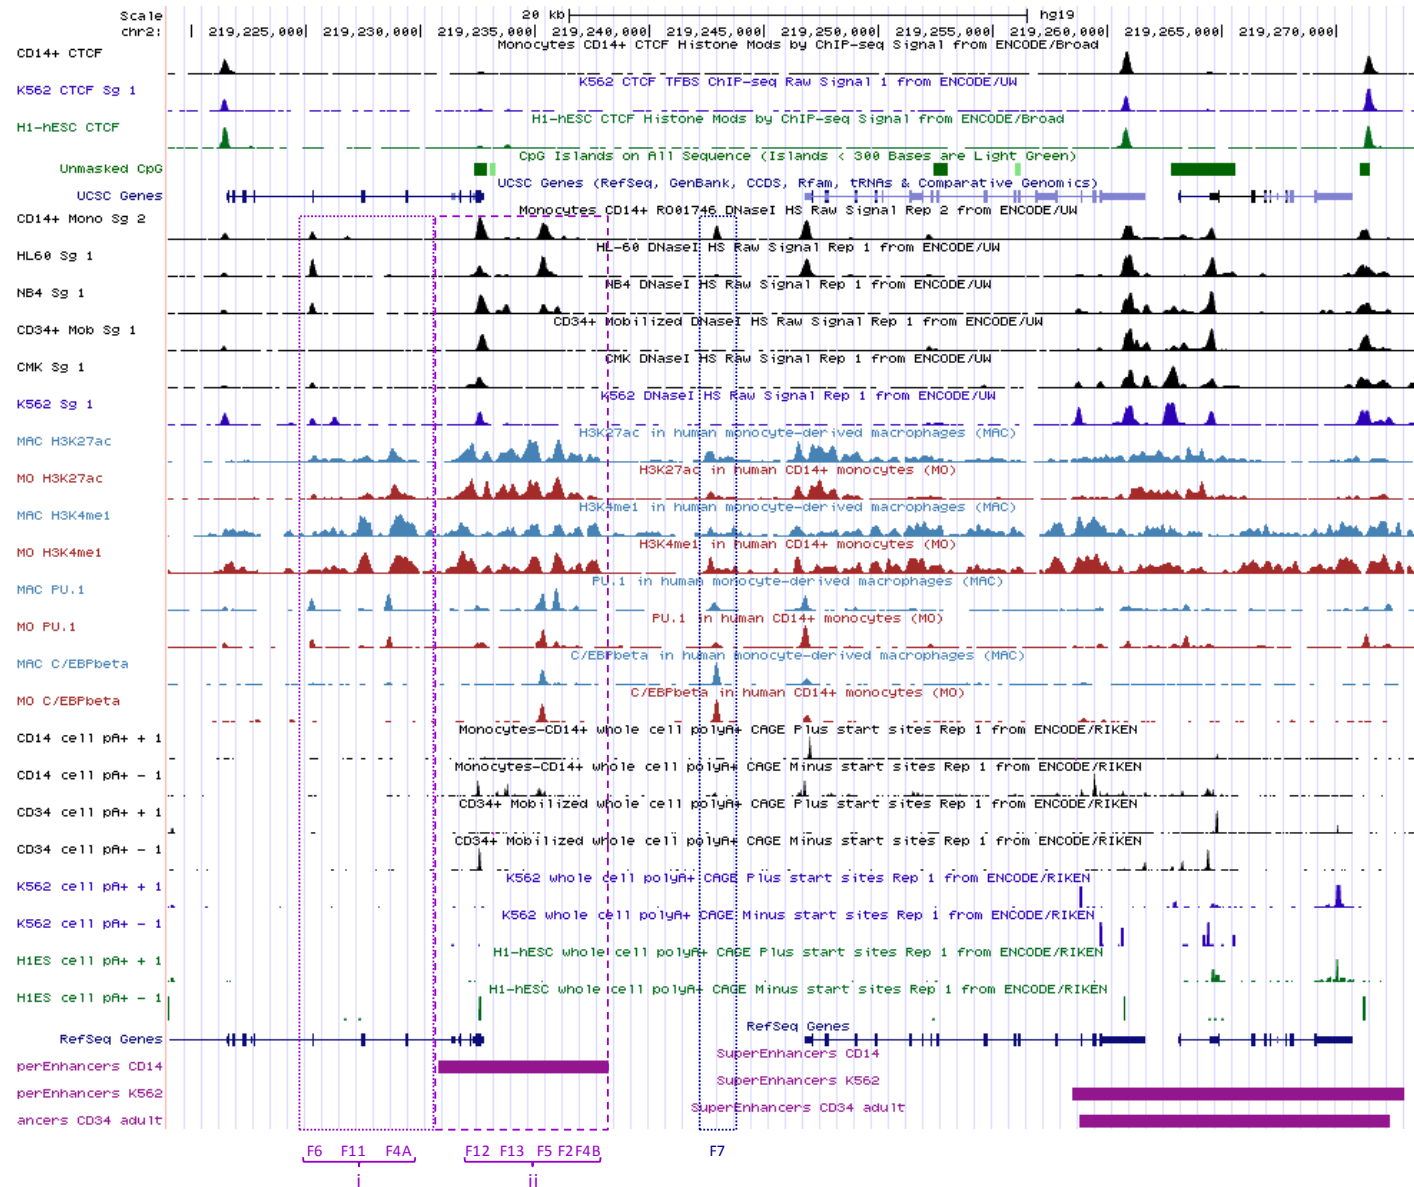 Scale 20 kb hg19
chr2: 219,225,000 219,230,000 219,235,000 219,240,000 219,245,000 219,250,000 219,255,000 219,260,000 219,265,000 219,270,000
Monocytes CD14+ CTCF Histone Mods by ChIP-seq Signal from ENCODE/Broad
CD14+ CTCF
K562 CTCF TFBS ChIP-seq Raw Signal 1 from ENCODE/UW
K562 CTCF Sg 1
H1-hESC CTCF Histone Mods by ChIP-seq Signal from ENCODE/Broad
H1-hESC CTCF
CpG Islands on All Sequence (Islands < 300 Bases are Light Green)
Unmasked CpG
UCSC Genes (RefSeq, GenBank, CCDS, Rfam, tRNAs & Comparative Genomics)
UCSC Genes
Monocytes CD14+ RO01746 DNaseI HS Raw Signal Rep 2 from ENCODE/UW
CD14+ Mono Sg 2
HL-60 DNaseI HS Raw Signal Rep 1 from ENCODE/UW
HL60 Sg 1
NB4 DNaseI HS Raw Signal Rep 1 from ENCODE/UW
NB4 Sg 1
CD34+ Mobilized DNaseI HS Raw Signal Rep 1 from ENCODE/UW
CD34+ Mob Sg 1
CMK DNaseI HS Raw Signal Rep 1 from ENCODE/UW
CMK Sg 1
K562 DNaseI HS Raw Signal Rep 1 from ENCODE/UW
K562 Sg 1
H3K27ac in human monocyte-derived macrophages (MAC)
MAC H3K27ac
H3K27ac in human CD14+ monocytes (MO)
MO H3K27ac
H3K4me1 in human monocyte-derived macrophages (MAC)
MAC H3K4me1
H3K4me1 in human CD14+ monocytes (MO)
MO H3K4me1
PU.1 in human monocyte-derived macrophages (MAC)
MAC PU.1
PU.1 in human CD14+ monocytes (MO)
MO PU.1
C/EBPbeta in human monocyte-derived macrophages (MAC)
MAC C/EBPbeta
C/EBPbeta in human CD14+ monocytes (MO)
MO C/EBPbeta
Monocytes-CD14+ whole cell polyA+ CAGE Plus start sites Rep 1 from ENCODE/RIKEN
CD14 cell pA+ + 1
Monocytes-CD14+ whole cell polyA+ CAGE Minus start sites Rep 1 from ENCODE/RIKEN
CD14 cell pA+ - 1
CD34+ Mobilized whole cell polyA+ CAGE Plus start sites Rep 1 from ENCODE/RIKEN
CD34 cell pA+ + 1
CD34+ Mobilized whole cell polyA+ CAGE Minus start sites Rep 1 from ENCODE/RIKEN
CD34 cell pA+ - 1
K562 whole cell polyA+ CAGE Plus start sites Rep 1 from ENCODE/RIKEN
K562 cell pA+ + 1
K562 whole cell polyA+ CAGE Minus start sites Rep 1 from ENCODE/RIKEN
K562 cell pA+ - 1
H1-hESC whole cell polyA+ CAGE Plus start sites Rep 1 from ENCODE/RIKEN
H1ES cell pA+ + 1
H1-hESC whole cell polyA+ CAGE Minus start sites Rep 1 from ENCODE/RIKEN
H1ES cell pA+ - 1
RefSeq Genes
RefSeq Genes
SuperEnhancers CD14
perEnhancers CD14
SuperEnhancers K562
perEnhancers K562
SuperEnhancers CD34 adult
ancers CD34 adult
F6 F11 F4A F12 F13 F5 F2 F4B F7
i ii